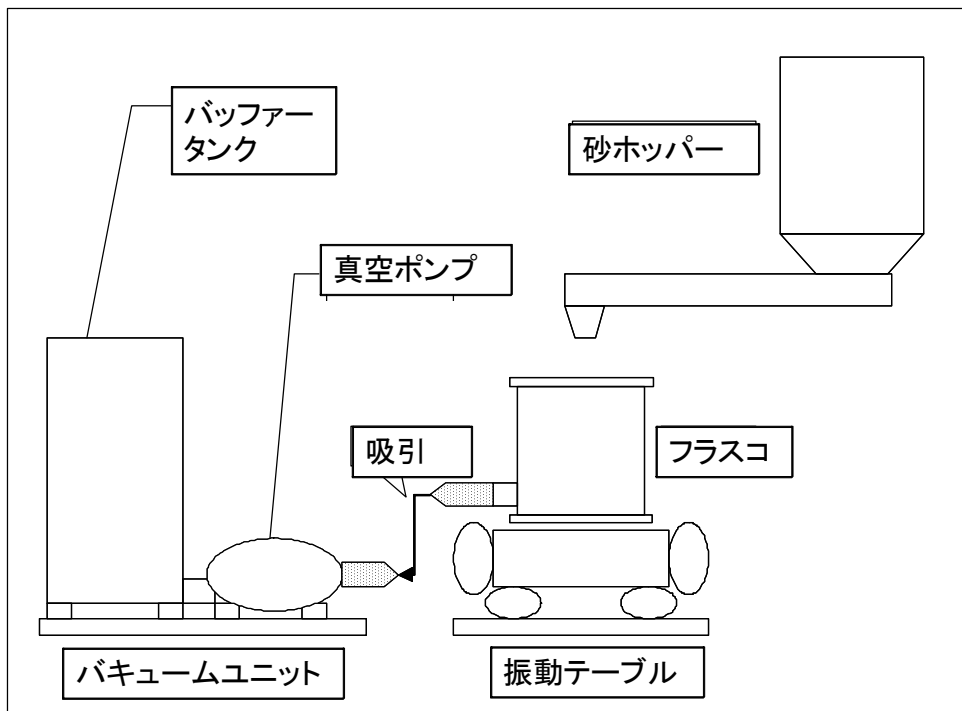 バッファー
タンク
砂ホッパー
真空ポンプ
吸引
フラスコ
バキュームユニット
振動テーブル